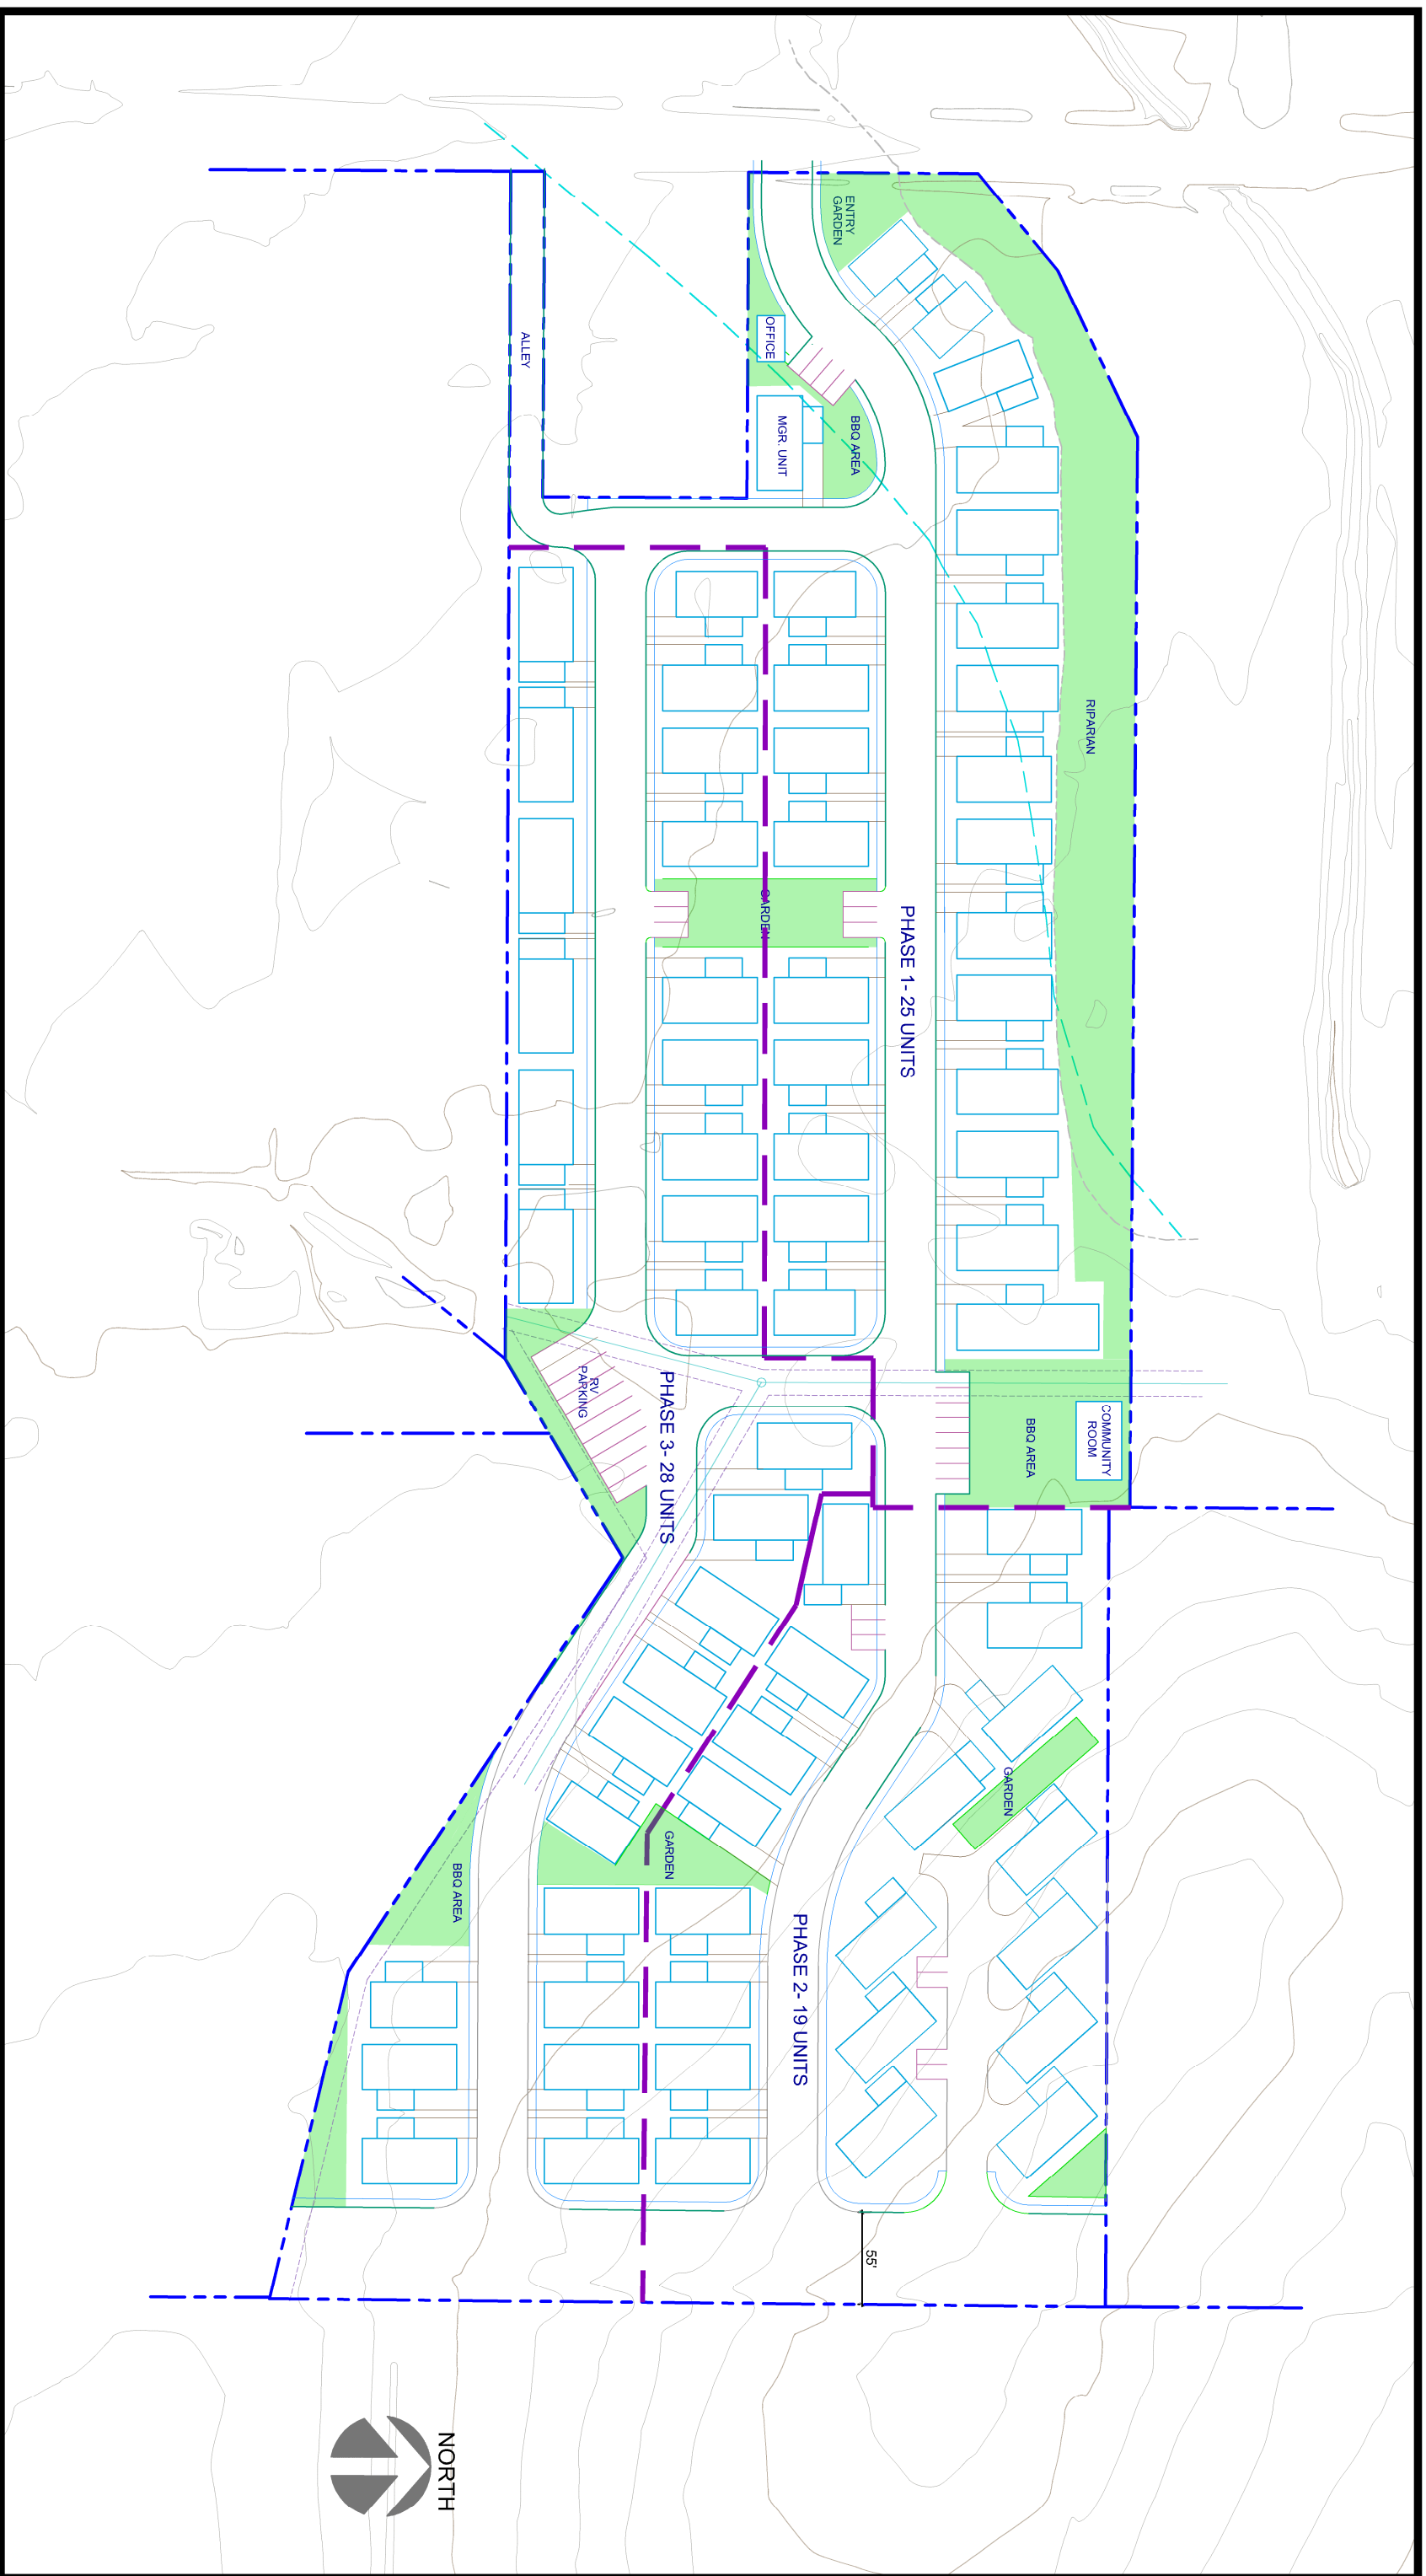 ENTRY
GARDEN
OFFICE
ALLEY
MGR. UNIT
BBQ AREA
RIPARIAN
GARDEN
PHASE 1- 25 UNITS
RV
PARKING
PHASE 3- 28 UNITS
COMMUNITY
ROOM
BBQ AREA
GARDEN
GARDEN
BBQ AREA
PHASE 2- 19 UNITS
55'
NORTH